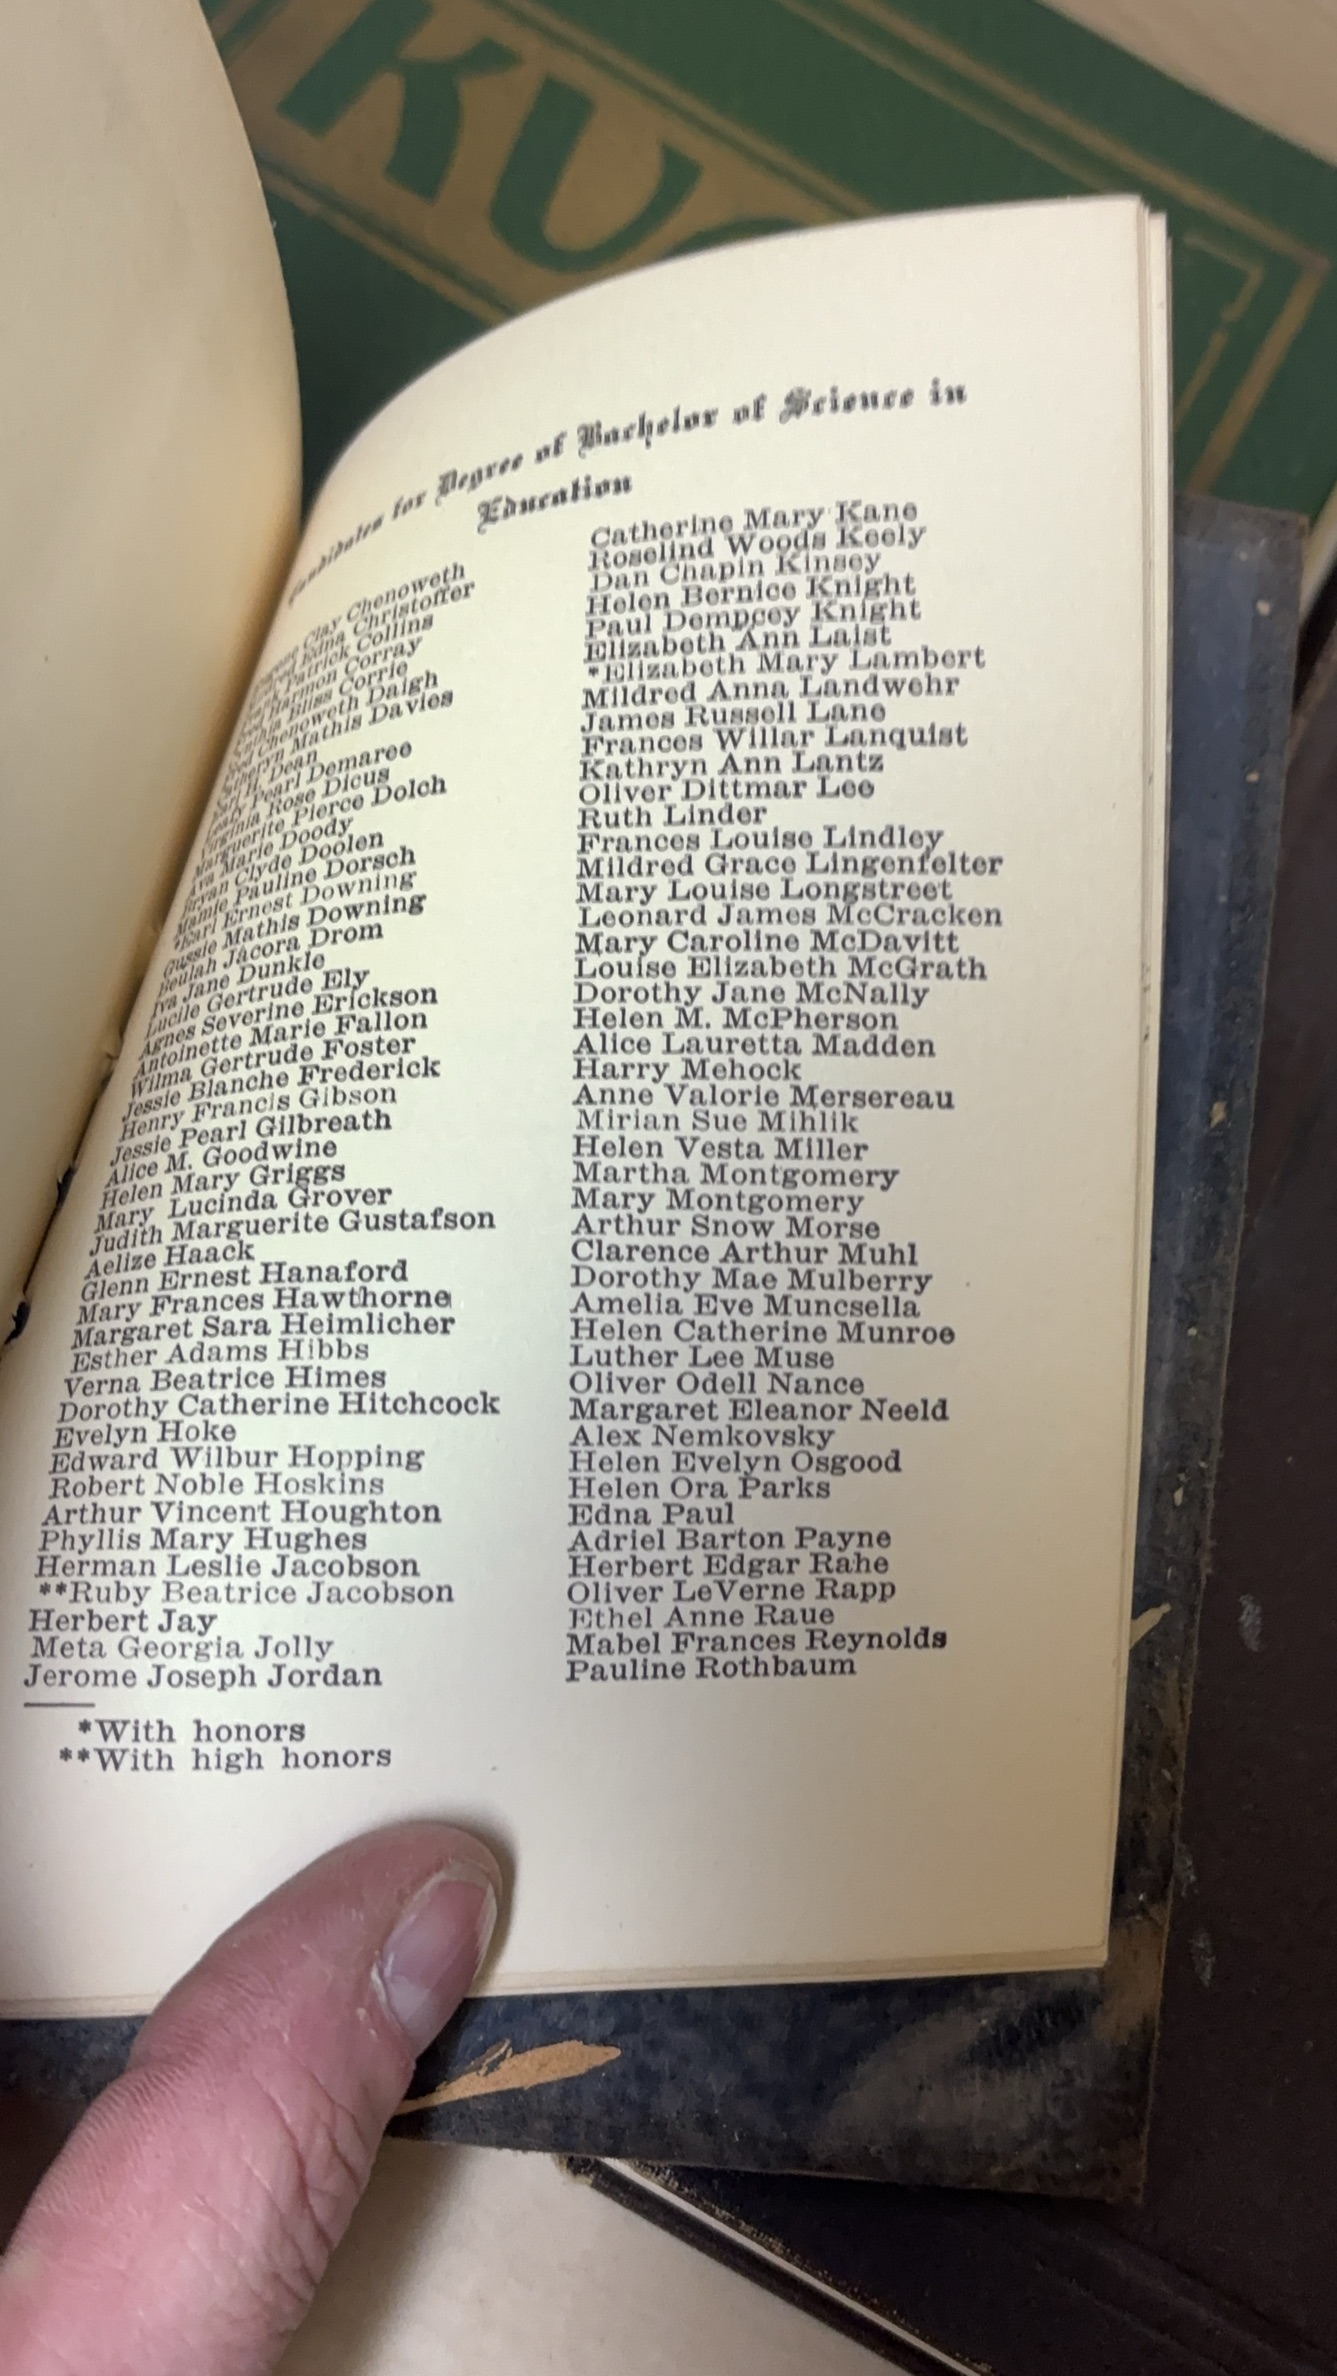 KU
Candidates for Degree of Bachelor of Science in
Education
Clay Chenoweth
Edna Christoffer
Patrick Collins
Harmon Corray
Bliss Corrie
Chenoweth Daigh
Mathis Davies
H. Dean
Pearl Demaree
Virginia Rose Dicus
Marguerite Pierce Dolch
Ava Marie Doody
Bryan Clyde Doolen
Mamie Pauline Dorsch
*Earl Ernest Downing
Gussie Mathis Downing
Beulah Jacora Drom
Iva Jane Dunkle
Lucile Gertrude Ely
Agnes Severine Erickson
Antoinette Marie Fallon
Wilma Gertrude Foster
Jessie Blanche Frederick
Henry Francis Gibson
Jessie Pearl Gilbreath
Alice M. Goodwine
Helen Mary Griggs
Mary Lucinda Grover
Judith Marguerite Gustafson
Aelize Haack
Glenn Ernest Hanaford
Mary Frances Hawthorne
Margaret Sara Heimlicher
Esther Adams Hibbs
Verna Beatrice Himes
Dorothy Catherine Hitchcock
Evelyn Hoke
Edward Wilbur Hopping
Robert Noble Hoskins
Arthur Vincent Houghton
Phyllis Mary Hughes
Herman Leslie Jacobson
**Ruby Beatrice Jacobson
Herbert Jay
Meta Georgia Jolly
Jerome Joseph Jordan
Catherine Mary Kane
Roselind Woods Keely
Dan Chapin Kinsey
Helen Bernice Knight
Paul Dempcey Knight
Elizabeth Ann Laist
*Elizabeth Mary Lambert
Mildred Anna Landwehr
James Russell Lane
Frances Willar Lanquist
Kathryn Ann Lantz
Oliver Dittmar Lee
Ruth Linder
Frances Louise Lindley
Mildred Grace Lingenfelter
Mary Louise Longstreet
Leonard James McCracken
Mary Caroline McDavitt
Louise Elizabeth McGrath
Dorothy Jane McNally
Helen M. McPherson
Alice Lauretta Madden
Harry Mehock
Anne Valorie Mersereau
Mirian Sue Mihlik
Helen Vesta Miller
Martha Montgomery
Mary Montgomery
Arthur Snow Morse
Clarence Arthur Muhl
Dorothy Mae Mulberry
Amelia Eve Muncsella
Helen Catherine Munroe
Luther Lee Muse
Oliver Odell Nance
Margaret Eleanor Neeld
Alex Nemkovsky
Helen Evelyn Osgood
Helen Ora Parks
Edna Paul
Adriel Barton Payne
Herbert Edgar Rahe
Oliver LeVerne Rapp
Ethel Anne Raue
Mabel Frances Reynolds
Pauline Rothbaum
*With honors
**With high honors